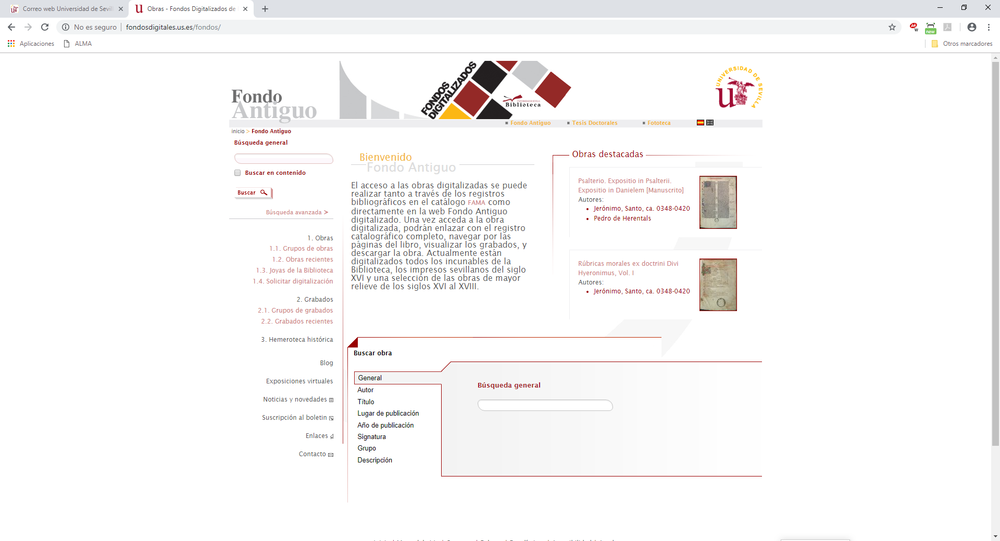 Correo web Universidad de Sevil
Obras - Fondos Digitalizados de
No es seguro
fondosdigitales.us.es/fondos/
new
Aplicaciones
ALMA
Otros marcadores
Fondo
Antiguo
FONDOS
DIGITALIZADOS
UNIVERSIDAD DE SEVILLA
Biblioteca
UNIVERSIDAD DE SEVILLA
Fondo Antiguo
Tesis Doctorales
Fototeca
inicio > Fondo Antiguo
Búsqueda general
Buscar en contenido
Buscar
Búsqueda avanzada >
1. Obras
1.1. Grupos de obras
1.2. Obras recientes
1.3. Joyas de la Biblioteca
1.4. Solicitar digitalización
2. Grabados
2.1. Grupos de grabados
2.2. Grabados recientes
3. Hemeroteca histórica
Blog
Exposiciones virtuales
Noticias y novedades
Suscripción al boletin
Enlaces
Contacto
Bienvenido
Fondo Antiguo
El acceso a las obras digitalizadas se puede
realizar tanto a través de los registros
bibliográficos en el catálogo FAMA como
directamente en la web Fondo Antiguo
digitalizado. Una vez acceda a la obra
digitalizada, podrán enlazar con el registro
catalográfico completo, navegar por las
páginas del libro, visualizar los grabados, y
descargar la obra. Actualmente están
digitalizados todos los incunables de la
Biblioteca, los impresos sevillanos del siglo
XVI y una selección de las obras de mayor
relieve de los siglos XVI al XVIII.
Obras destacadas
Psalterio. Expositio in Psalterii.
Expositio in Danielem [Manuscrito]
Autores:
Jerónimo, Santo, ca. 0348-0420
Pedro de Herentals
Rúbricas morales ex doctrini Divi
Hyeronimus, Vol. I
Autores:
Jerónimo, Santo, ca. 0348-0420
Buscar obra
General
Autor
Título
Lugar de publicación
Año de publicación
Signatura
Grupo
Descripción
Búsqueda general